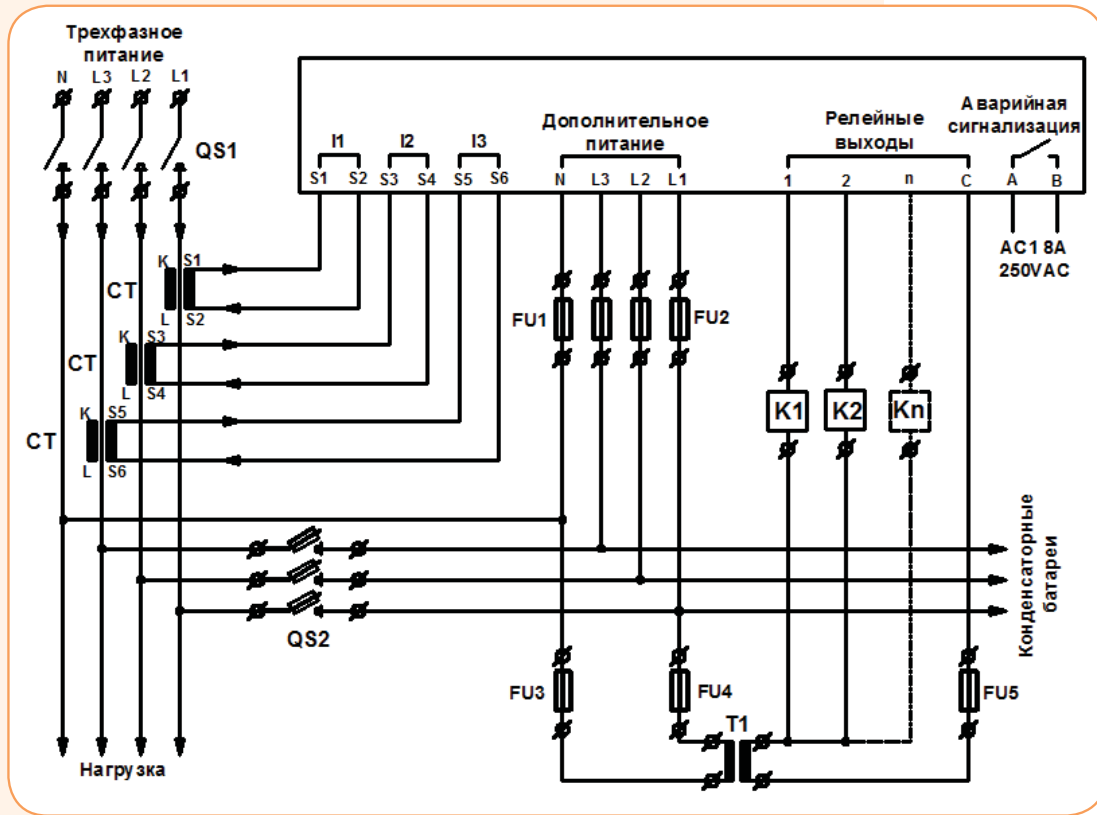 Трехфазное
питание
N L3 L2 L1
QS1
I1 I2 I3
S1 S2 S3 S4 S5 S6
Дополнительное
питание
N L3 L2 L1
Релейные
выходы
1 2 n C
Аварийная
сигнализация
A B
AC1 8A
250VAC
K S1
CT
L S2
K S3
CT
L S4
K S5
CT
L S6
FU1 FU2
K1 K2 Kn
QS2
Конденсаторные
батареи
FU3 FU4 FU5
T1
Нагрузка